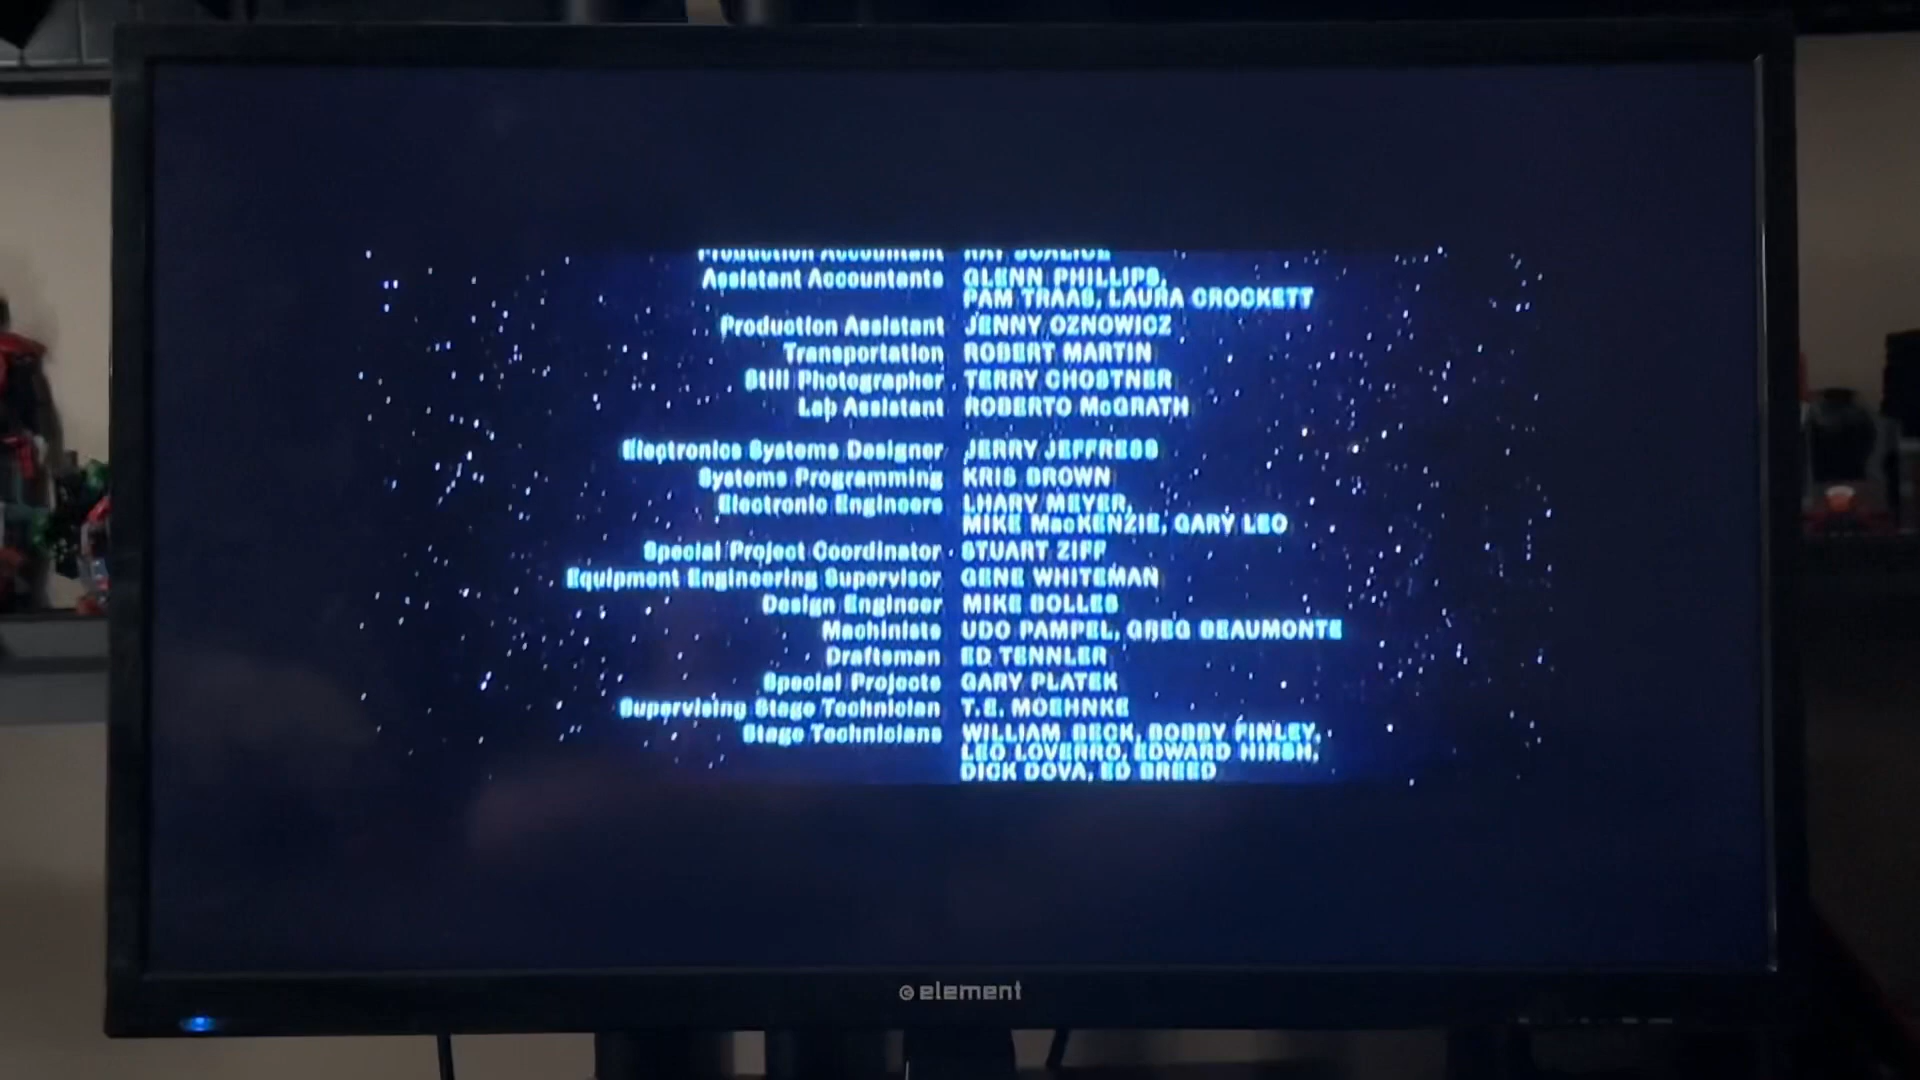 Production Accountant RAY SCALICE
Assistant Accountants GLENN PHILLIPS,
PAM TRAAS, LAURA CROCKETT
Production Assistant JENNY OZNOWICZ
Transportation ROBERT MARTIN
Still Photographer TERRY CHOSTNER
Lab Assistant ROBERTO McGRATH
Electronics Systems Designer JERRY JEFFRESS
Systems Programming KRIS BROWN
Electronic Engineers LHARY MEYER,
MIKE MacKENZIE, GARY LEO
Special Project Coordinator STUART ZIFF
Equipment Engineering Supervisor GENE WHITEMAN
Design Engineer MIKE BOLLES
Machinists UDO PAMPEL, GREG BEAUMONTE
Draftsman ED TENNLER
Special Projects GARY PLATEK
Supervising Stage Technician T.E. MOEHNKE
Stage Technicians WILLIAM BECK, BOBBY FINLEY,
LEO LOVERRO, EDWARD HIRSH,
DICK DOVA, ED BREED
element